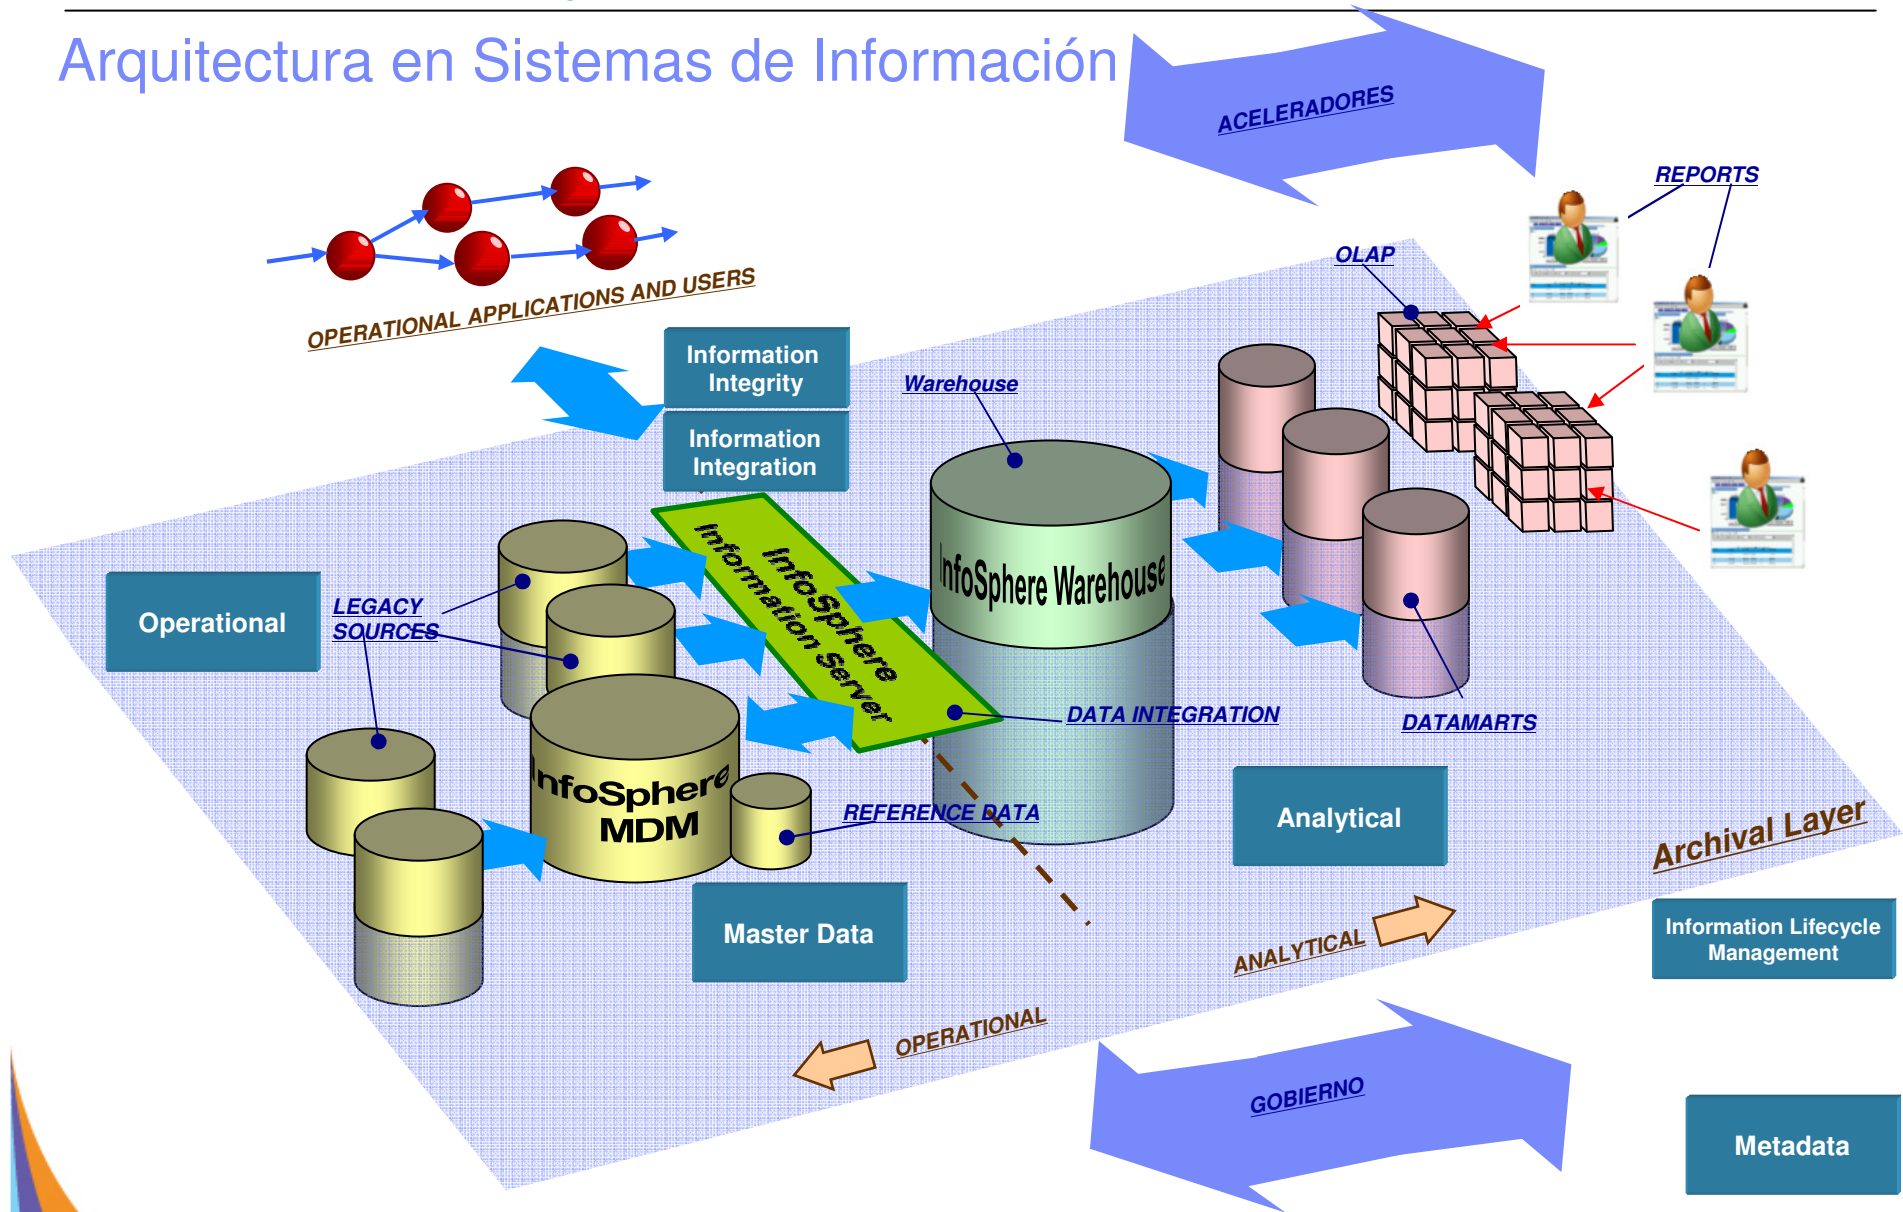 Arquitectura en Sistemas de Información
ACELERADORES
REPORTS
OLAP
OPERATIONAL APPLICATIONS AND USERS
Information
Integrity
Information
Integration
Warehouse
InfoSphere
Information Server
InfoSphere Warehouse
Operational
LEGACY
SOURCES
DATA INTEGRATION
DATAMARTS
InfoSphere
MDM
REFERENCE DATA
Analytical
Archival Layer
Master Data
ANALYTICAL
Information Lifecycle
Management
OPERATIONAL
GOBIERNO
Metadata